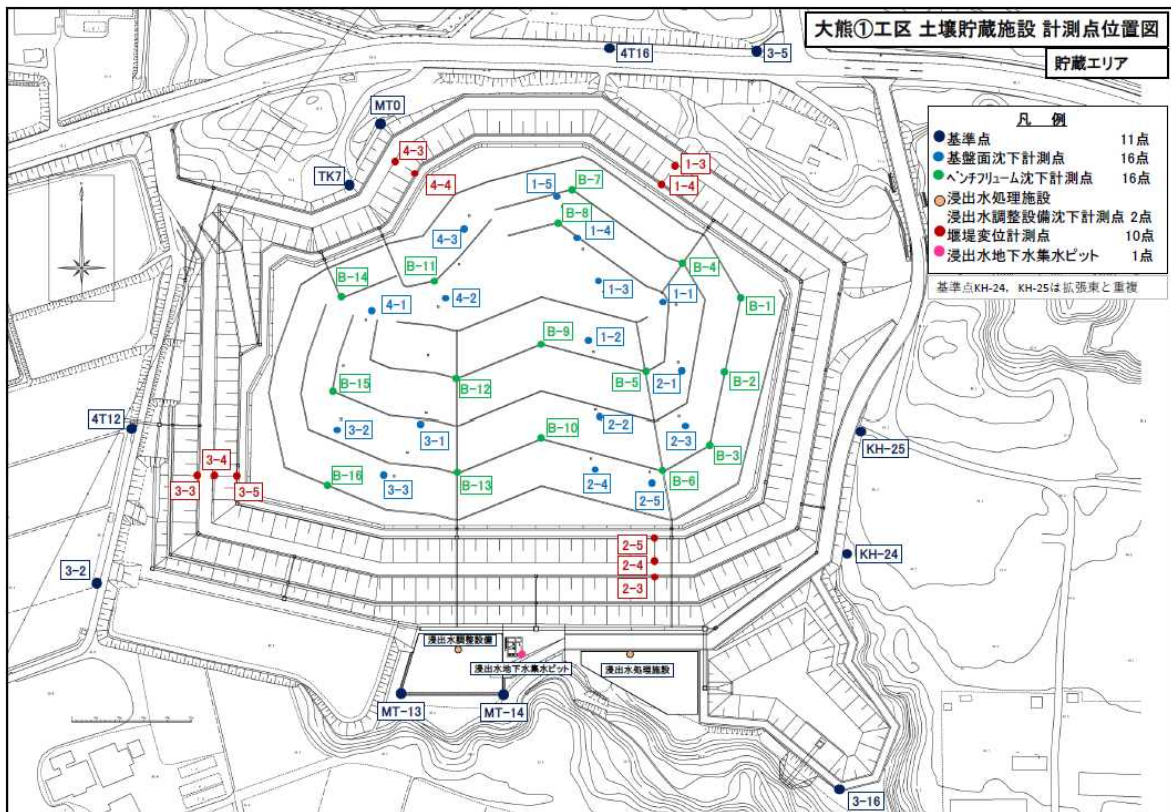 大熊①工区 土壌貯蔵施設 計測点位置図
貯蔵エリア
凡 例
基準点 11点
基盤面沈下計測点 16点
ベンチフリューム沈下計測点 16点
浸出水処理施設
浸出水調整設備沈下計測点 2点
堰堤変位計測点 10点
浸出水地下水集水ピット 1点
基準点KH-24, KH-25は拡張東と重複
4T16
3-5
MT0
4-3
1-3
TK7
4-4
1-4
B-7
1-5
B-8
4-3
1-4
B-4
B-11
B-14
1-3
B-1
4-1
4-2
1-1
B-9
1-2
B-15
B-12
B-5
2-1
B-2
4T12
3-2
3-1
B-10
2-2
2-3
B-3
KH-25
3-4
3-3
3-5
B-16
3-3
B-13
2-4
2-5
B-6
2-5
2-4
2-3
KH-24
3-2
浸出水調整設備
浸出水地下水集水ピット
浸出水処理施設
MT-13
MT-14
3-16